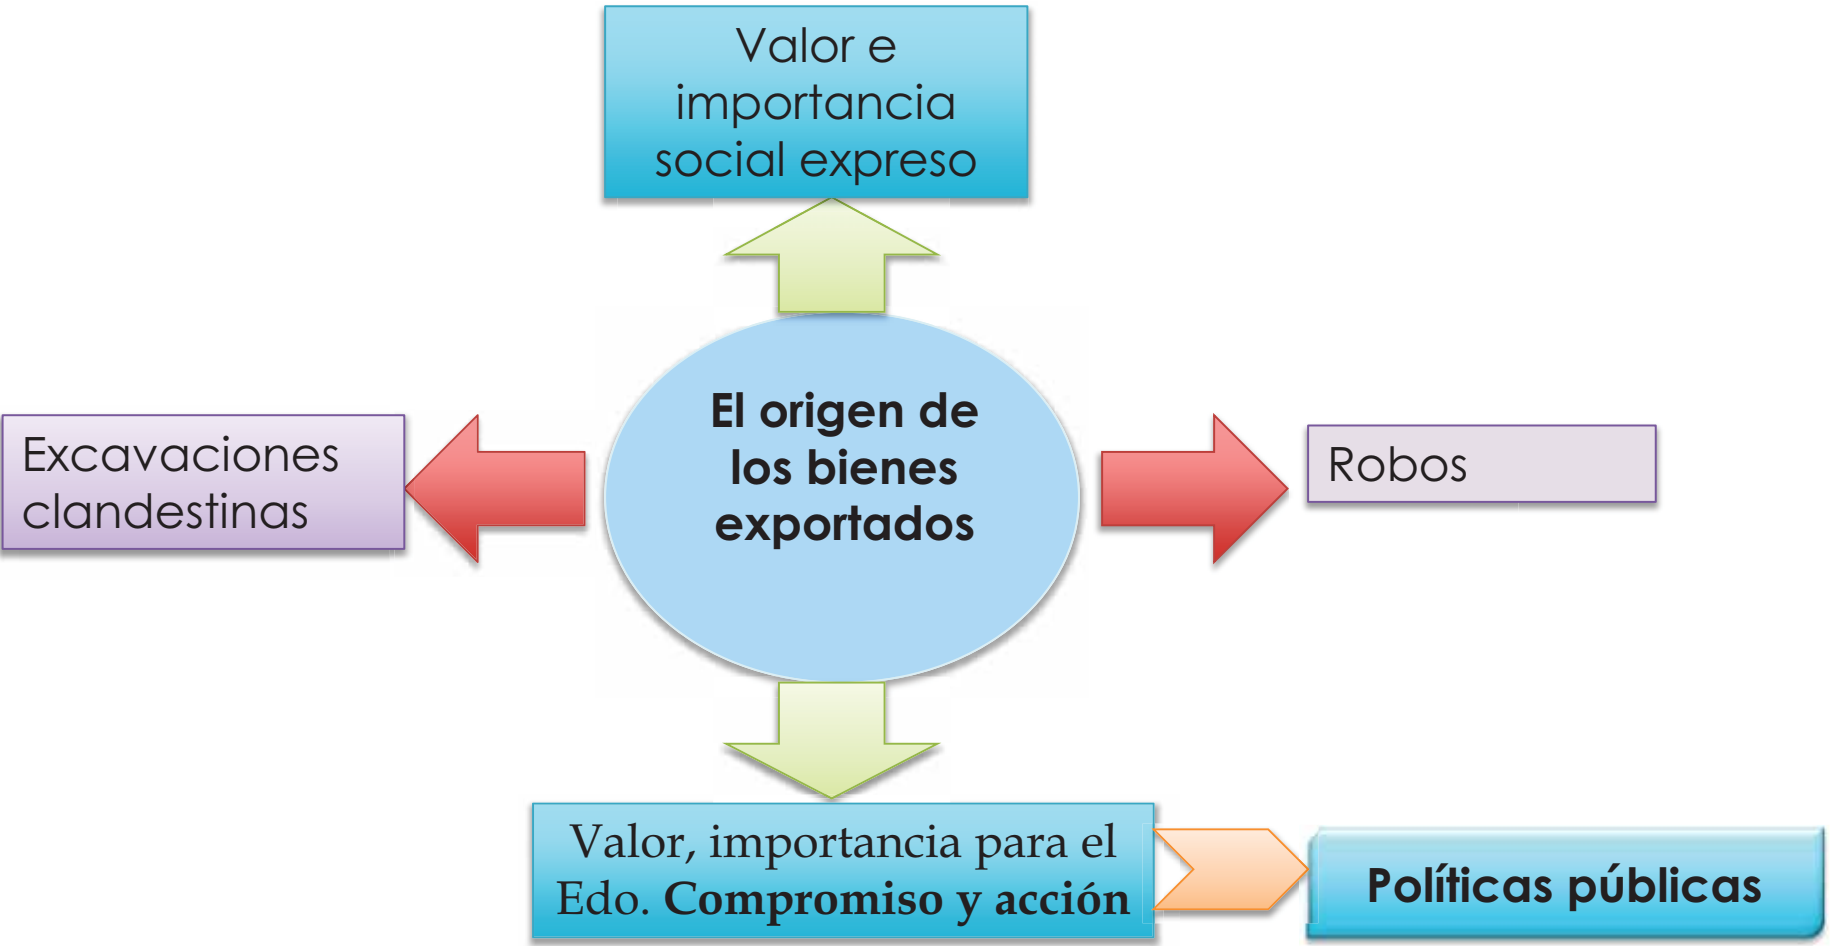 Valor e
importancia
social expreso
El origen de
los bienes
exportados
Excavaciones
clandestinas
Robos
Valor, importancia para el
Edo. Compromiso y acción
Políticas públicas